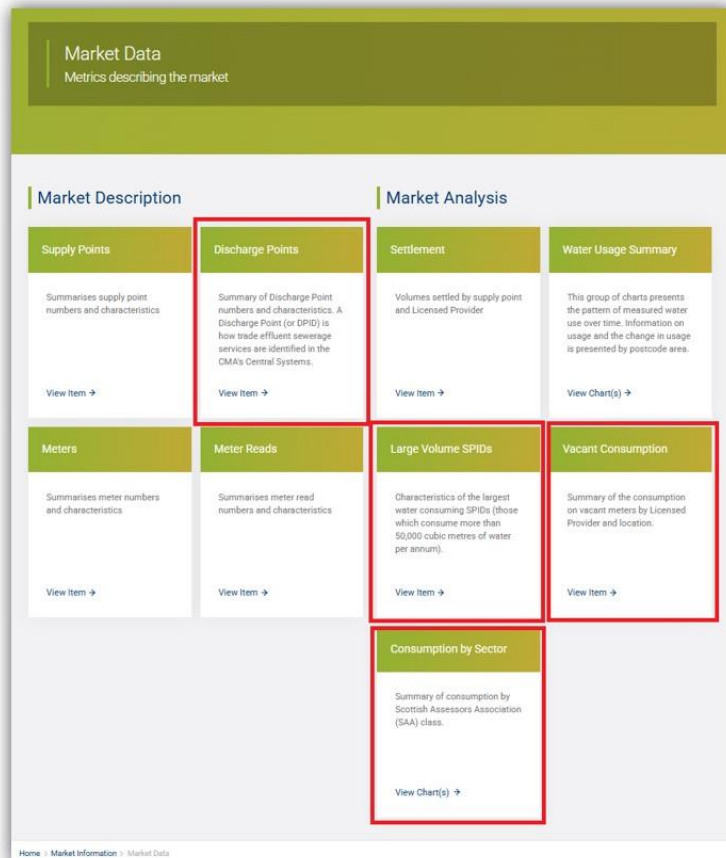 Market Data
Metrics describing the market
Market Description
Supply Points
Summarises supply point
numbers and characteristics
View Item →
Discharge Points
Summary of Discharge Point
numbers and characteristics. A
Discharge Point (or DPID) is
how trade effluent sewerage
services are identified in the
CMA's Central Systems.
View Item →
Meters
Summarises meter numbers
and characteristics
View Item →
Meter Reads
Summarises meter read
numbers and characteristics
View Item →
Market Analysis
Settlement
Volumes settled by supply point
and Licensed Provider
View Item →
Water Usage Summary
This group of charts presents
the pattern of measured water
use over time. Information on
usage and the change in usage
is presented by postcode area.
View Chart(s) →
Large Volume SPIDs
Characteristics of the largest
water consuming SPIDs (those
which consume more than
50,000 cubic metres of water
per annum).
View Item →
Vacant Consumption
Summary of the consumption
on vacant meters by Licensed
Provider and location.
View Item →
Consumption by Sector
Summary of consumption by
Scottish Assessors Association
(SAA) class.
View Chart(s) →
Home > Market Information > Market Data